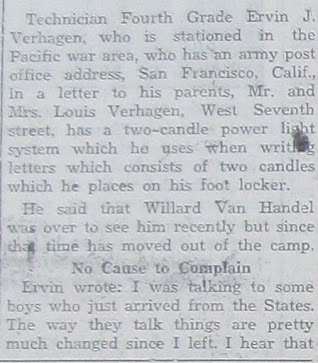 Technician Fourth Grade Ervin J.
Verhagen, who is stationed in the
Pacific war area, who has an army post
office address, San Francisco, Calif.,
in a letter to his parents, Mr. and
Mrs. Louis Verhagen, West Seventh
street, has a two-candle power light
system which he uses when writing
letters which consists of two candles
which he places on his foot locker.
He said that Willard Van Handel
was over to see him recently but since
that time has moved out of the camp.
No Cause to Complain
Ervin wrote: I was talking to some
boys who just arrived from the States.
The way they talk things are pretty
much changed since I left. I hear that